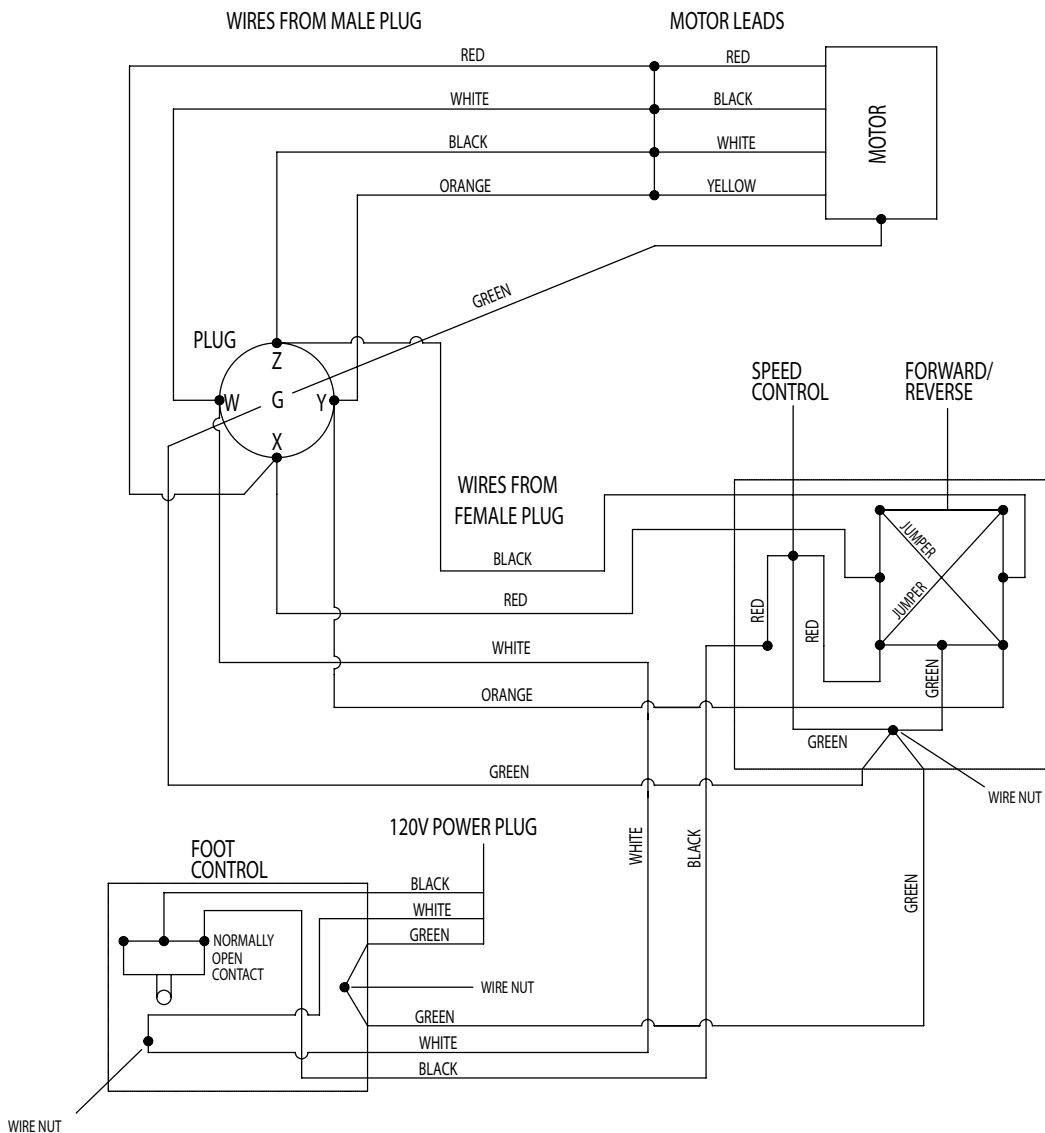 WIRES FROM MALE PLUG
MOTOR LEADS
RED
RED
WHITE
BLACK
BLACK
WHITE
ORANGE
YELLOW
MOTOR
GREEN
PLUG
Z
W
G
Y
X
SPEED
CONTROL
FORWARD/
REVERSE
WIRES FROM
FEMALE PLUG
BLACK
JUMPER
JUMPER
RED
RED
RED
WHITE
GREEN
ORANGE
GREEN
GREEN
WIRE NUT
120V POWER PLUG
WHITE
BLACK
GREEN
FOOT
CONTROL
BLACK
WHITE
GREEN
NORMALLY
OPEN
CONTACT
WIRE NUT
GREEN
WHITE
BLACK
WIRE NUT